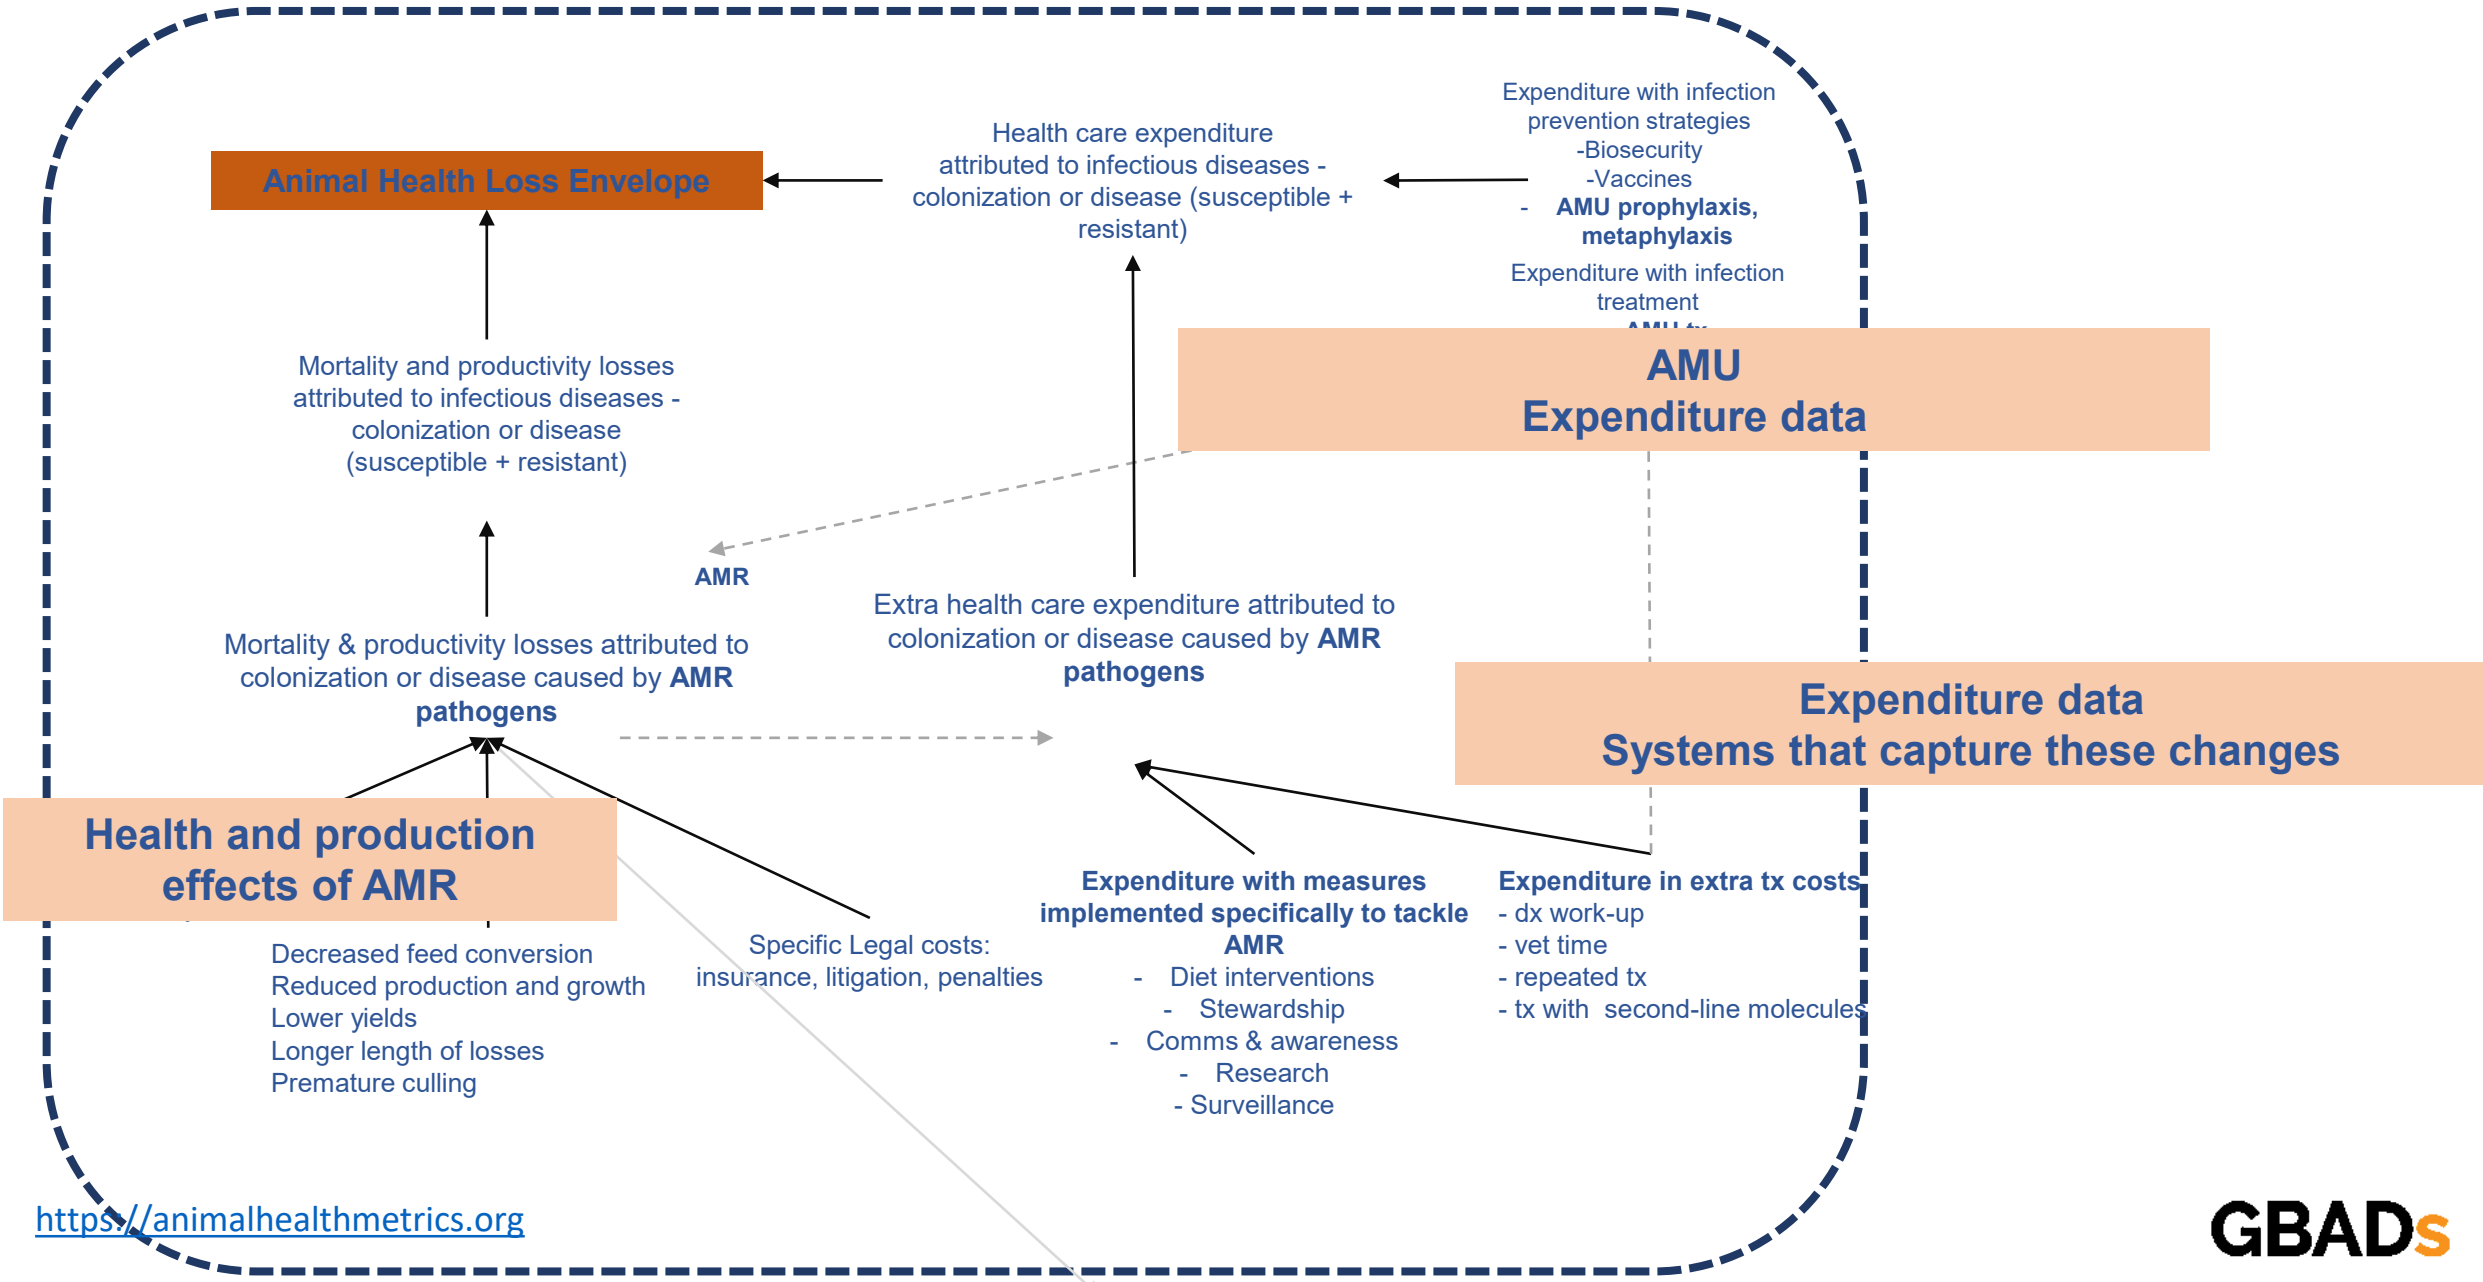 Expenditure with infection
prevention strategies
-Biosecurity
-Vaccines
- AMU prophylaxis,
metaphylaxis
Health care expenditure
attributed to infectious diseases -
colonization or disease (susceptible +
resistant)
Animal Health Loss Envelope
Expenditure with infection
treatment
AMU tx
AMU
Expenditure data
Mortality and productivity losses
attributed to infectious diseases -
colonization or disease
(susceptible + resistant)
AMR
Extra health care expenditure attributed to
colonization or disease caused by AMR
pathogens
Mortality & productivity losses attributed to
colonization or disease caused by AMR
pathogens
Expenditure data
Systems that capture these changes
Health and production
effects of AMR
Decreased feed conversion
Reduced production and growth
Lower yields
Longer length of losses
Premature culling
Specific Legal costs:
insurance, litigation, penalties
Expenditure with measures
implemented specifically to tackle
AMR
- Diet interventions
- Stewardship
- Comms & awareness
- Research
- Surveillance
Expenditure in extra tx costs
- dx work-up
- vet time
- repeated tx
- tx with second-line molecules
https://animalhealthmetrics.org
GBADs